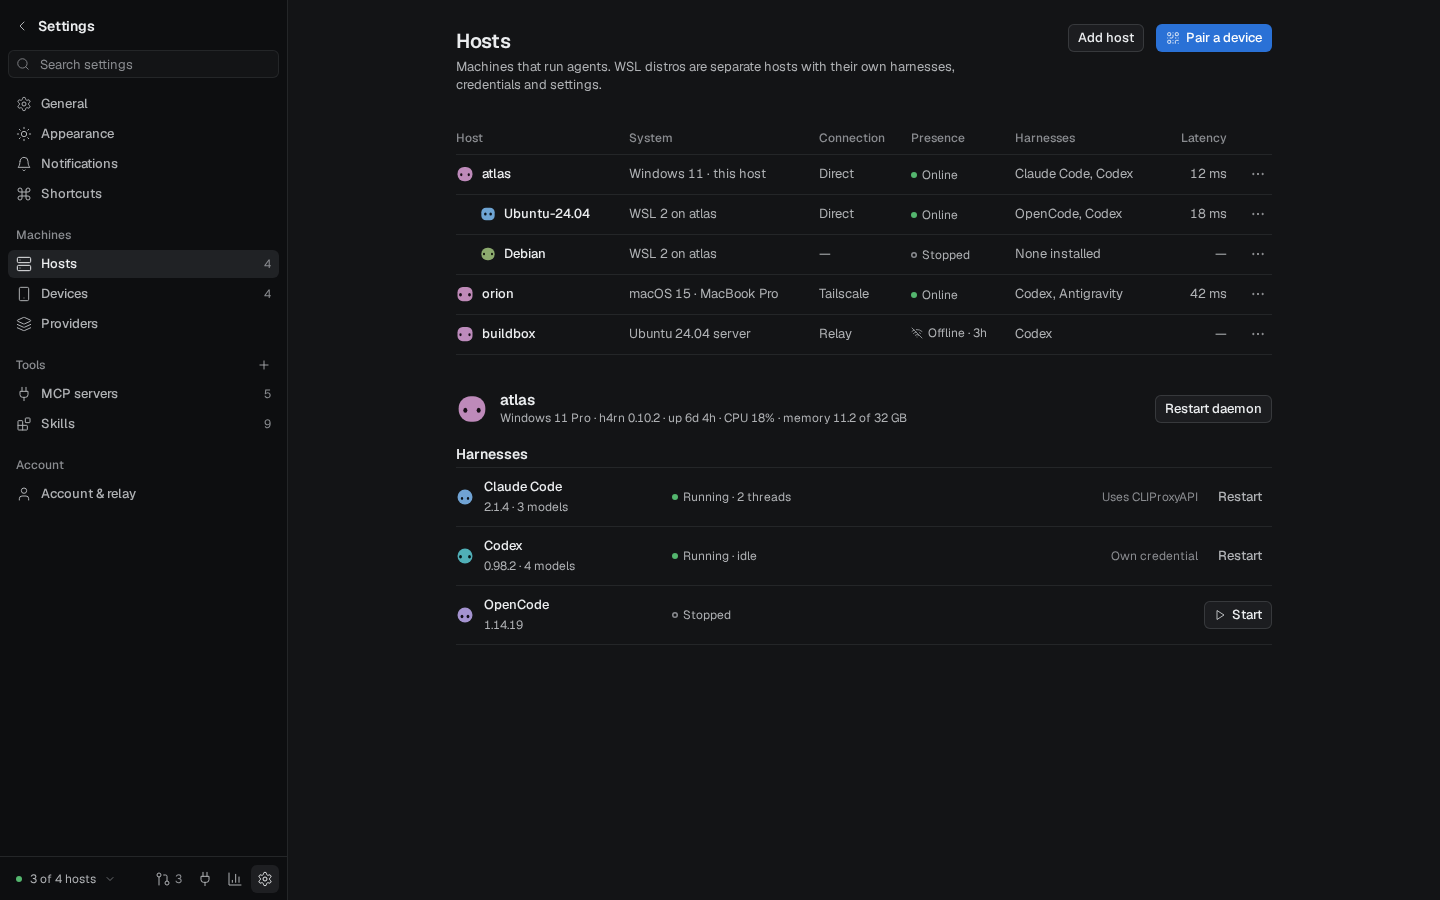 Settings
Search settings
General
Appearance
Notifications
Shortcuts
Machines
Hosts 4
Devices 4
Providers
Tools
MCP servers 5
Skills 9
Account
Account & relay
3 of 4 hosts 3
Hosts
Add host Pair a device
Machines that run agents. WSL distros are separate hosts with their own harnesses,
credentials and settings.
Host System Connection Presence Harnesses Latency
atlas Windows 11 · this host Direct Online Claude Code, Codex 12 ms
Ubuntu-24.04 WSL 2 on atlas Direct Online OpenCode, Codex 18 ms
Debian WSL 2 on atlas — Stopped None installed —
orion macOS 15 · MacBook Pro Tailscale Online Codex, Antigravity 42 ms
buildbox Ubuntu 24.04 server Relay Offline · 3h Codex —
atlas
Windows 11 Pro · h4rn 0.10.2 · up 6d 4h · CPU 18% · memory 11.2 of 32 GB
Restart daemon
Harnesses
Claude Code
2.1.4 · 3 models
Running · 2 threads
Uses CLIProxyAPI Restart
Codex
0.98.2 · 4 models
Running · idle
Own credential Restart
OpenCode
1.14.19
Stopped
Start